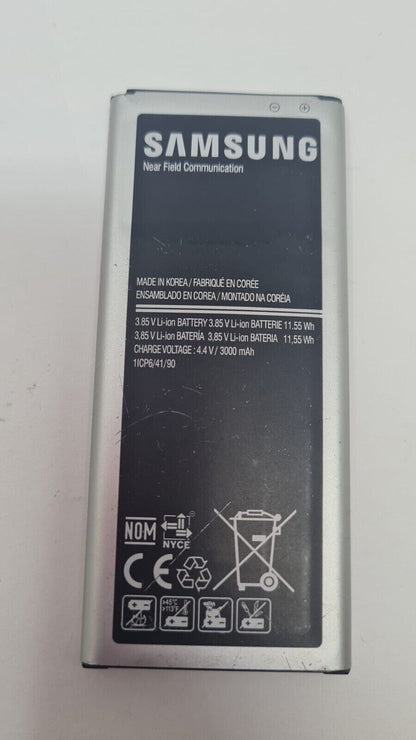 SAMSUNG
Near Field Communication
MADE IN KOREA / FABRIQUÉ EN CORÉE
ENSAMBLADO EN COREA / MONTADO NA CORÉIA
3.85 V Li-ion BATTERY 3.85 V Li-ion BATTERIE 11.55 Wh
3,85 V Li-ion BATERÍA 3,85 V Li-ion BATERIA 11,55 Wh
CHARGE VOLTAGE : 4.4 V / 3000 mAh
1ICP6/41/90
NOM
NYCE
CE
>45°C
>113°F